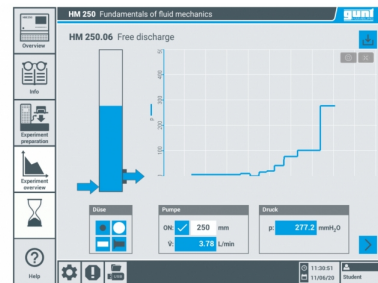 HM 250 Fundamentals of fluid mechanics
gunt
HM 250.06 Free discharge
Overview
Info
Experiment
preparation
Experiment
overview
Help
400
300
200
100
p
Düse
Pumpe
ON: 250 mm
V̇: 3.78 L/min
Druck
p: 277.2 mmH₂O
11:30:51
11/06/20
Student